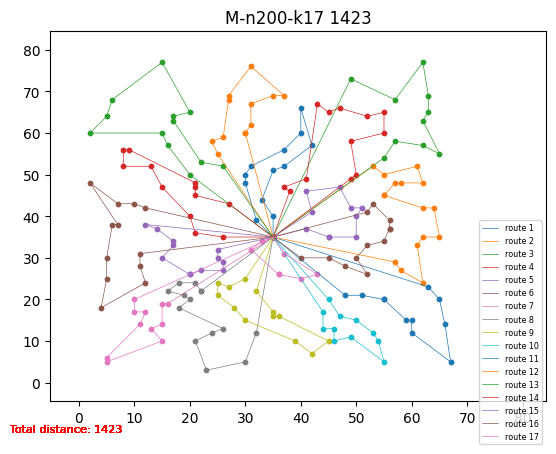 M-n200-k17 1423
80
70
60
50
40
30
20
10
0
route 1
route 2
route 3
route 4
route 5
route 6
route 7
route 8
route 9
route 10
route 11
route 12
route 13
route 14
route 15
route 16
route 17
0 10 20 30 40 50 60 70 80
Total distance: 1423